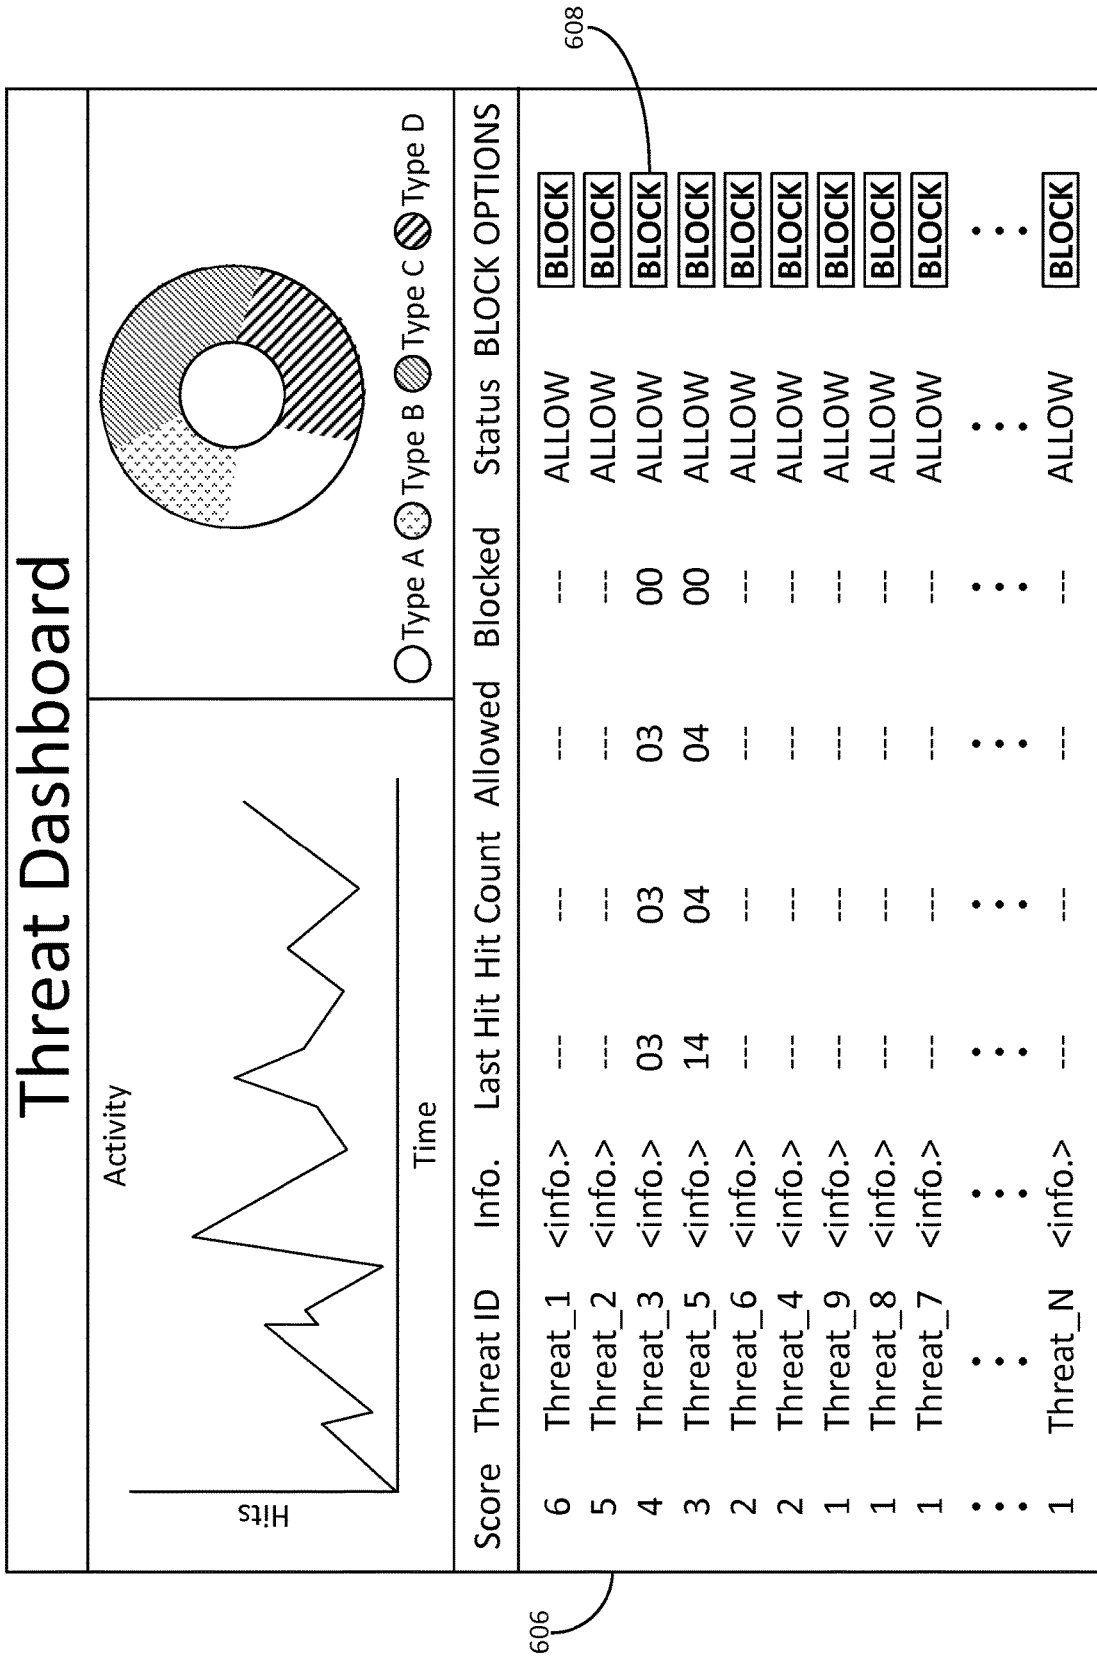 Threat Dashboard
Activity
Hits
Time
Type A Type B Type C Type D
Score Threat ID Info. Last Hit Hit Count Allowed Blocked Status BLOCK OPTIONS
6 Threat_1 <info.> --- --- --- --- ALLOW BLOCK
5 Threat_2 <info.> --- --- --- --- ALLOW BLOCK
4 Threat_3 <info.> 03 03 03 00 ALLOW BLOCK
3 Threat_5 <info.> 14 04 04 00 ALLOW BLOCK
2 Threat_6 <info.> --- --- --- --- ALLOW BLOCK
2 Threat_4 <info.> --- --- --- --- ALLOW BLOCK
1 Threat_9 <info.> --- --- --- --- ALLOW BLOCK
1 Threat_8 <info.> --- --- --- --- ALLOW BLOCK
1 Threat_7 <info.> --- --- --- --- ALLOW BLOCK
••• ••• ••• ••• ••• ••• ••• ••• •••
1 Threat_N <info.> --- --- --- --- ALLOW BLOCK
606
608